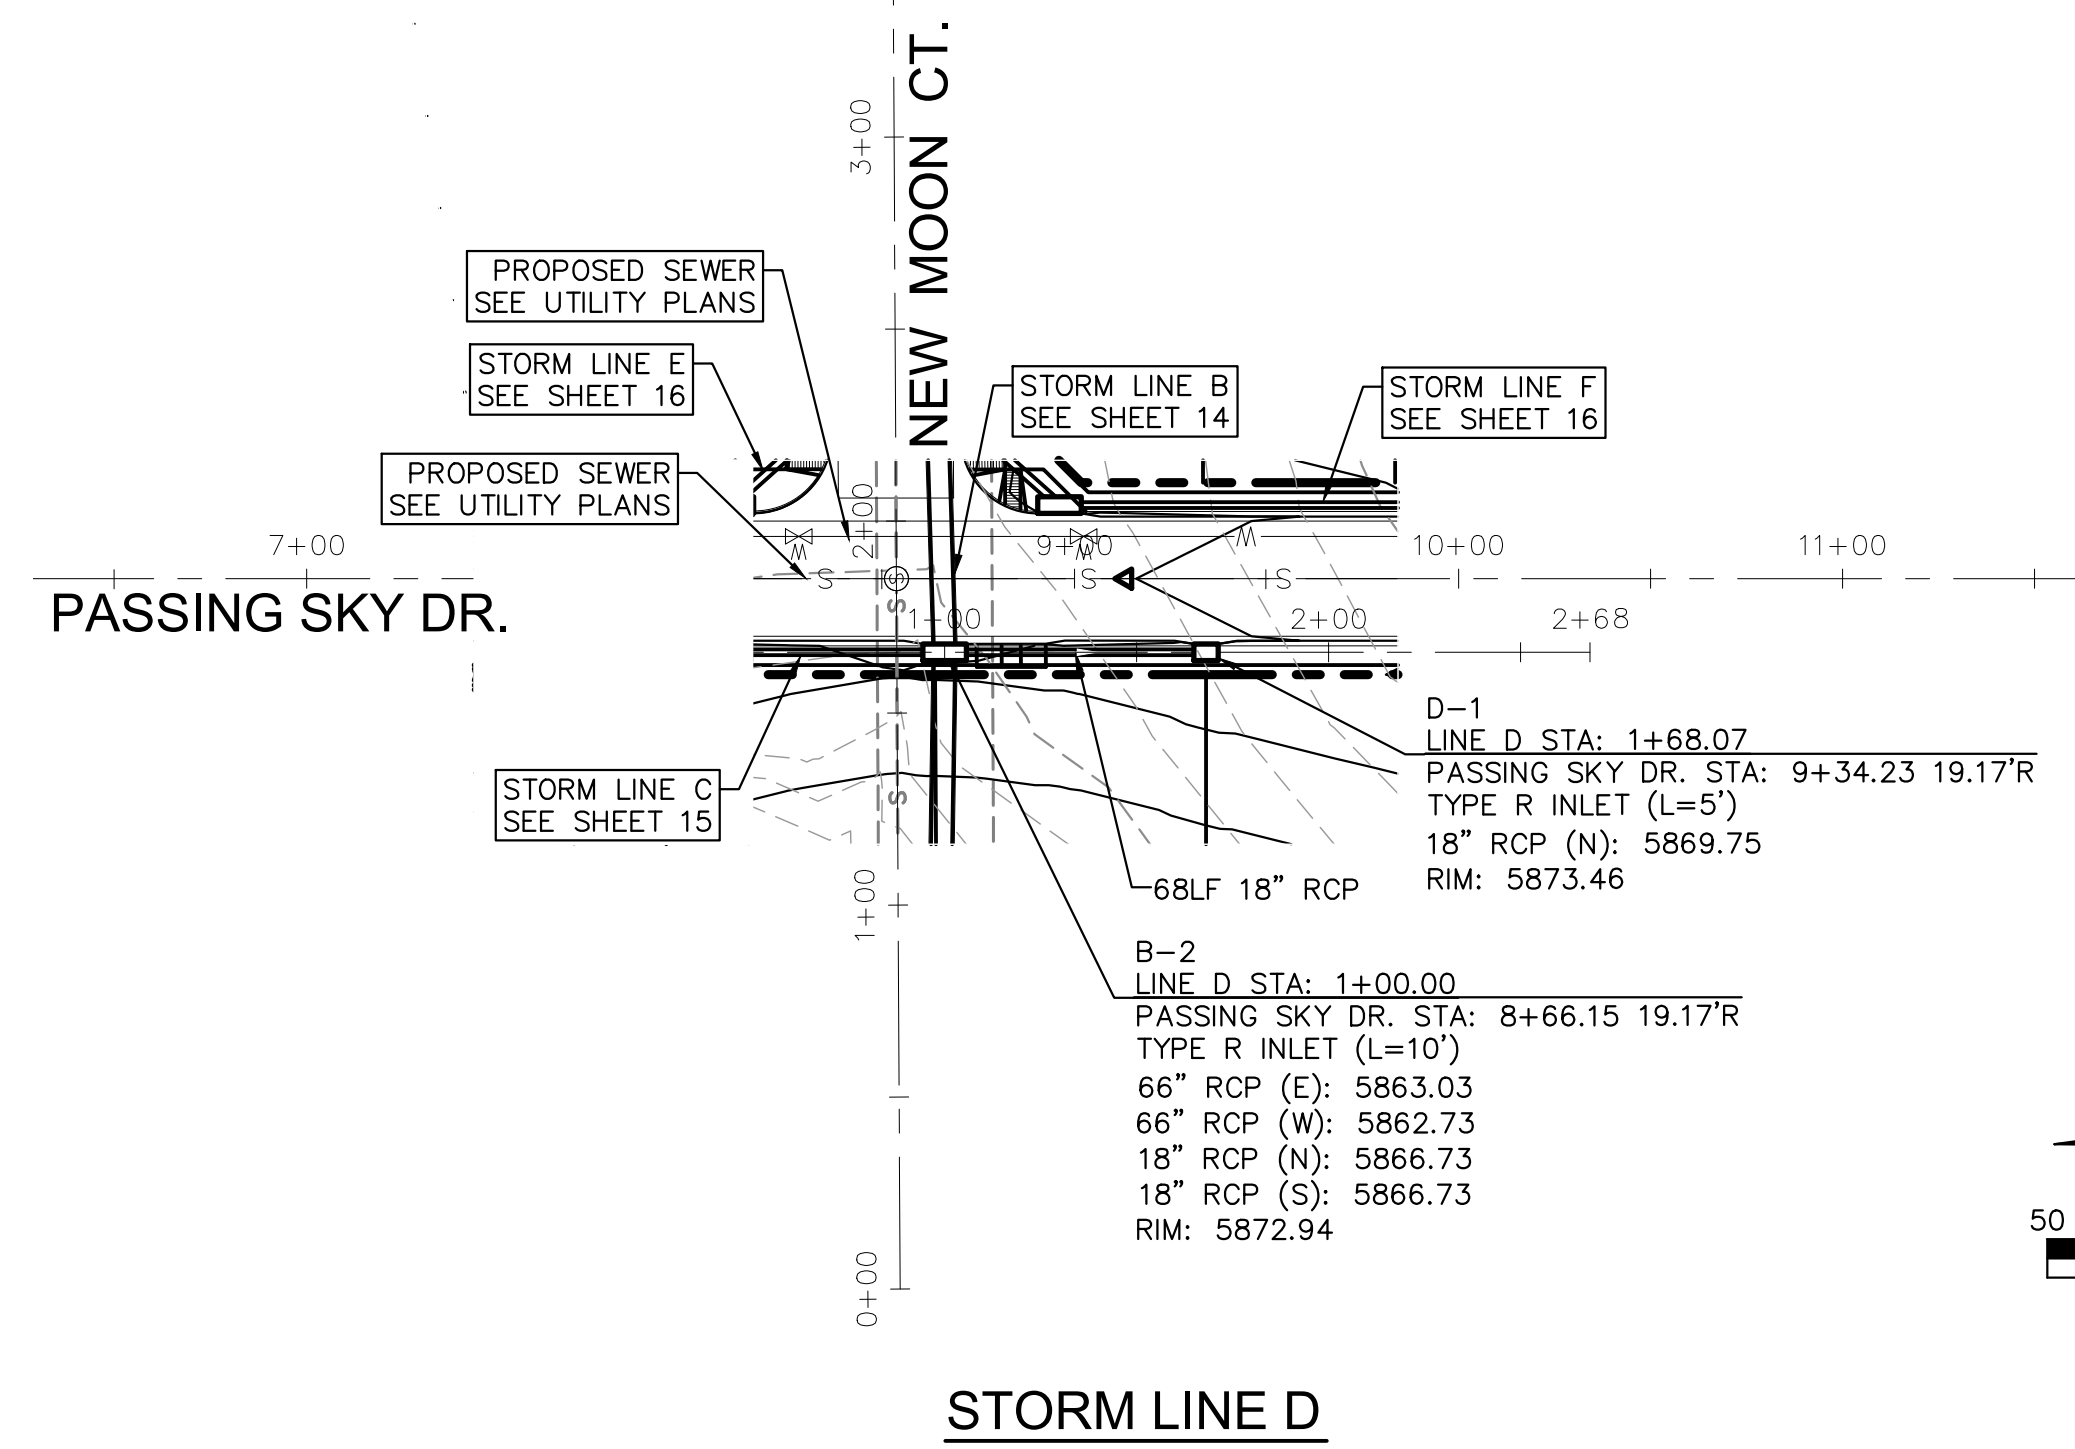 NEW MOON CT.
3+00
PROPOSED SEWER
SEE UTILITY PLANS
STORM LINE E
SEE SHEET 16
STORM LINE B
SEE SHEET 14
STORM LINE F
SEE SHEET 16
PROPOSED SEWER
SEE UTILITY PLANS
2+00
7+00
9+00
10+00
11+00
W
W
W
S
S
S
S
PASSING SKY DR.
S
1+00
2+00
2+68
D-1
LINE D STA: 1+68.07
PASSING SKY DR. STA: 9+34.23 19.17'R
TYPE R INLET (L=5')
18" RCP (N): 5869.75
RIM: 5873.46
STORM LINE C
SEE SHEET 15
S
68LF 18" RCP
1+00
B-2
LINE D STA: 1+00.00
PASSING SKY DR. STA: 8+66.15 19.17'R
TYPE R INLET (L=10')
66" RCP (E): 5863.03
66" RCP (W): 5862.73
18" RCP (N): 5866.73
18" RCP (S): 5866.73
RIM: 5872.94
50
0+00
STORM LINE D